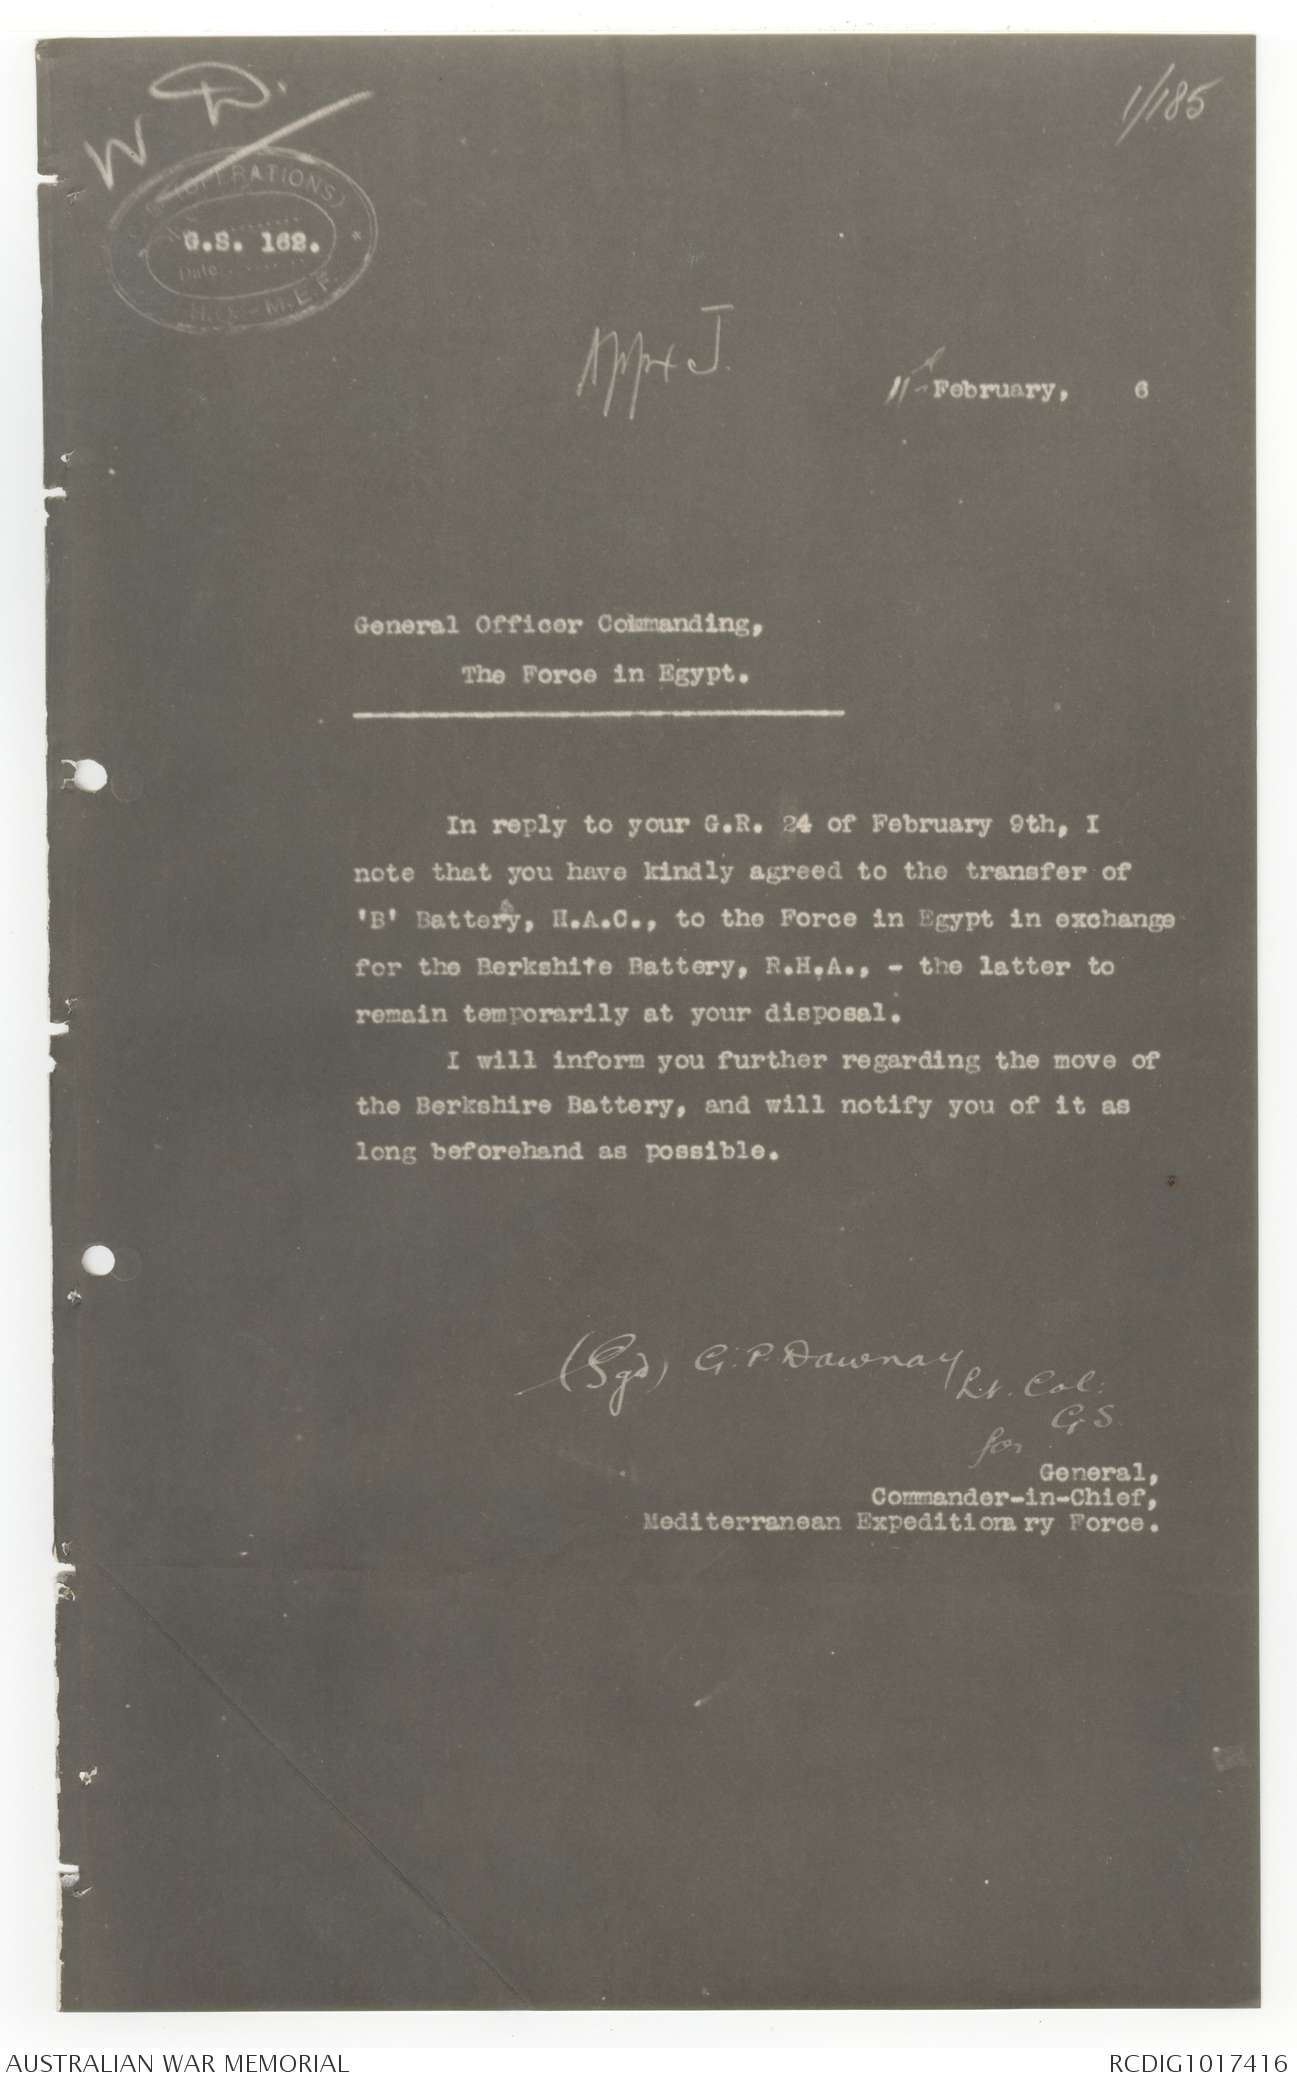 W D.
1/185
(OPERATIONS)
G.S. 162.
Date
H.Q. - M.E.F.
Appx J.
11th February, 6
General Officer Commanding,
The Force in Egypt.
In reply to your G.R. 24 of February 9th, I
note that you have kindly agreed to the transfer of
'B' Battery, H.A.C., to the Force in Egypt in exchange
for the Berkshire Battery, R.H.A., - the latter to
remain temporarily at your disposal.
I will inform you further regarding the move of
the Berkshire Battery, and will notify you of it as
long beforehand as possible.
(Sgd) G.P. Dawnay Lt. Col:
G.S.
for
General,
Commander-in-Chief,
Mediterranean Expeditionary Force.
AUSTRALIAN WAR MEMORIAL
RCDIG1017416